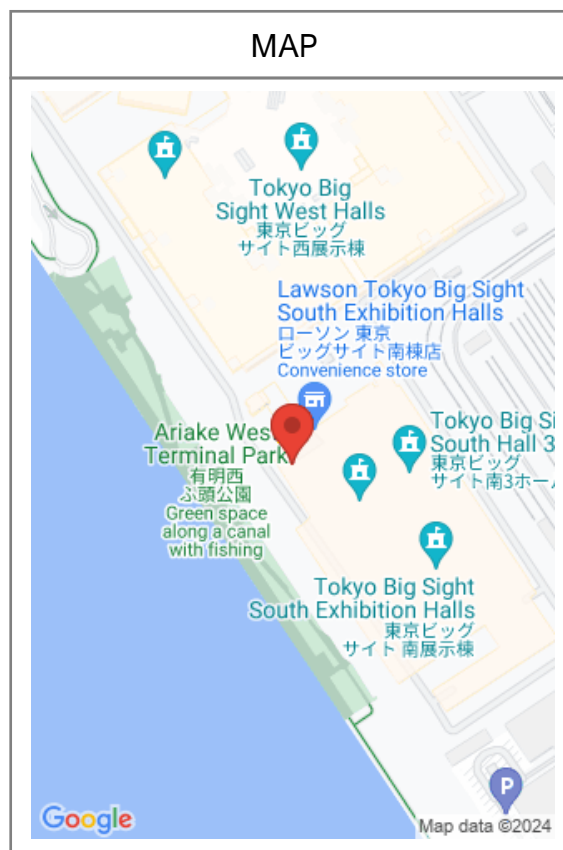 MAP
Tokyo Big
Sight West Halls
東京ビッグ
サイト西展示棟
Lawson Tokyo Big Sight
South Exhibition Halls
ローソン 東京
ビッグサイト南棟店
Convenience store
Ariake West
Terminal Park
有明西
ふ頭公園
Green space
along a canal
with fishing
Tokyo Big Si
South Hall 3
東京ビッグ
サイト南3ホール
Tokyo Big Sight
South Exhibition Halls
東京ビッグ
サイト 南展示棟
P
Google
Map data ©2024